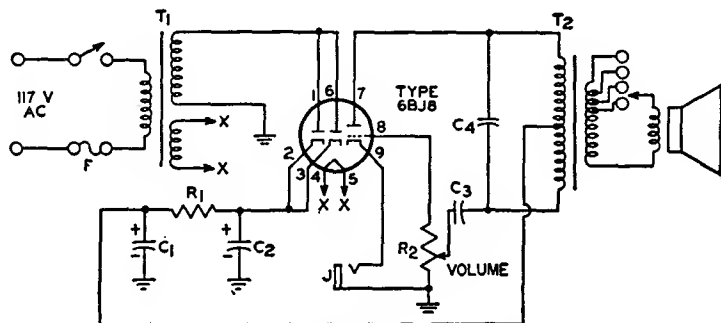 T1
T2
117 V
AC
F
X
X
1
6
7
TYPE
6BJ8
8
2
3
4
5
9
X
X
C4
R1
C3
+
C1
-
+
C2
-
J
R2
VOLUME